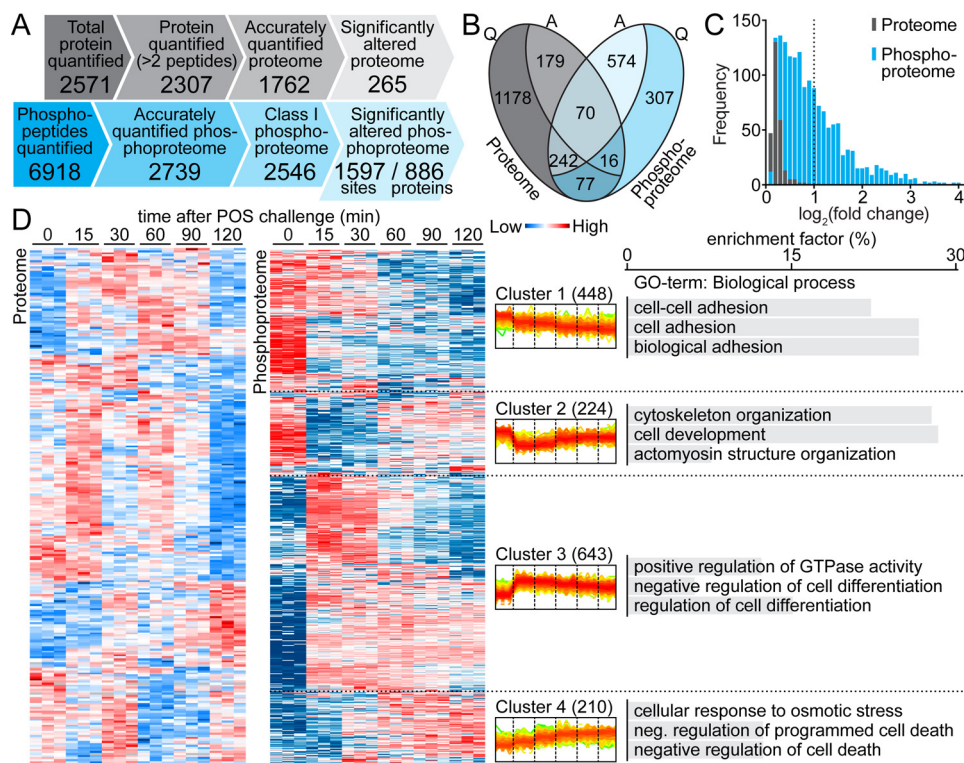 A
Total
protein
quantified
2571
Protein
quantified
(>2 peptides)
2307
Accurately
quantified
proteome
1762
Significantly
altered
proteome
265
Phospho-
peptides
quantified
6918
Accurately
quantified phos-
phoproteome
2739
Class I
phospho-
proteome
2546
Significantly
altered phos-
phoproteome
1597 / 886
sites proteins
B
Q A A Q
179 574
1178 70 307
242 16
77
Proteome
Phospho-
proteome
C
Frequency
150
100
50
0
0 1 2 3 4
log2(fold change)
Proteome
Phospho-
proteome
D
time after POS challenge (min)
0 15 30 60 90 120
Proteome
0 15 30 60 90 120
Phosphoproteome
Low High
enrichment factor (%)
0 15 30
GO-term: Biological process
Cluster 1 (448)
cell-cell adhesion
cell adhesion
biological adhesion
Cluster 2 (224)
cytoskeleton organization
cell development
actomyosin structure organization
Cluster 3 (643)
positive regulation of GTPase activity
negative regulation of cell differentiation
regulation of cell differentiation
Cluster 4 (210)
cellular response to osmotic stress
neg. regulation of programmed cell death
negative regulation of cell death